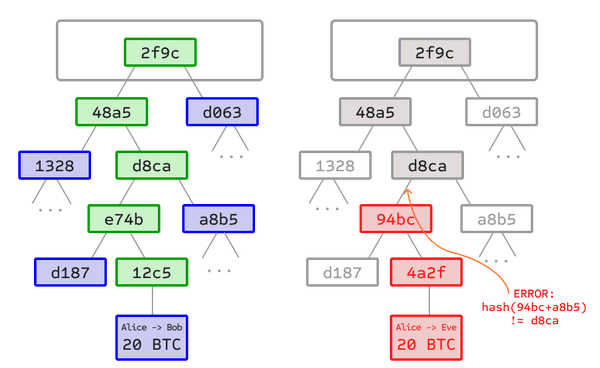 2f9c
48a5
d063
1328
d8ca
...
...
e74b
a8b5
d187
12c5
...
Alice -> Bob
20 BTC
2f9c
48a5
d063
1328
d8ca
...
...
94bc
a8b5
d187
4a2f
...
ERROR:
hash(94bc+a8b5)
!= d8ca
Alice -> Eve
20 BTC